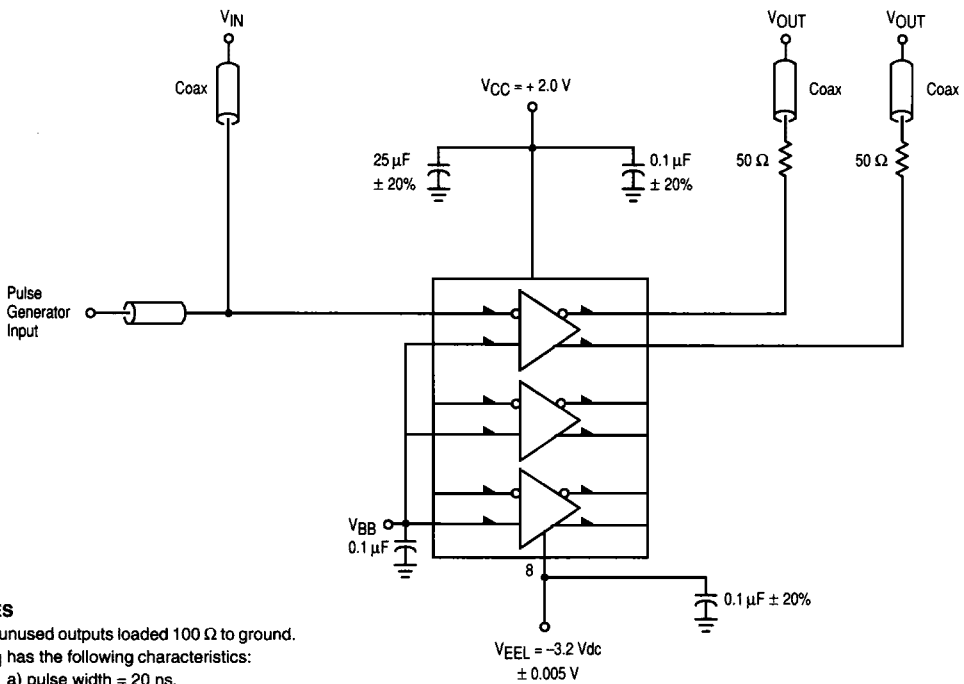 VIN
VOUT
VOUT
Coax
VCC = + 2.0 V
Coax
Coax
25 µF
± 20%
0.1 µF
± 20%
50 Ω
50 Ω
Pulse
Generator
Input
VBB
0.1 µF
8
0.1 µF ± 20%
VEEL = –3.2 Vdc
± 0.005 V
ES
unused outputs loaded 100 Ω to ground.
has the following characteristics:
a) pulse width = 20 ns.